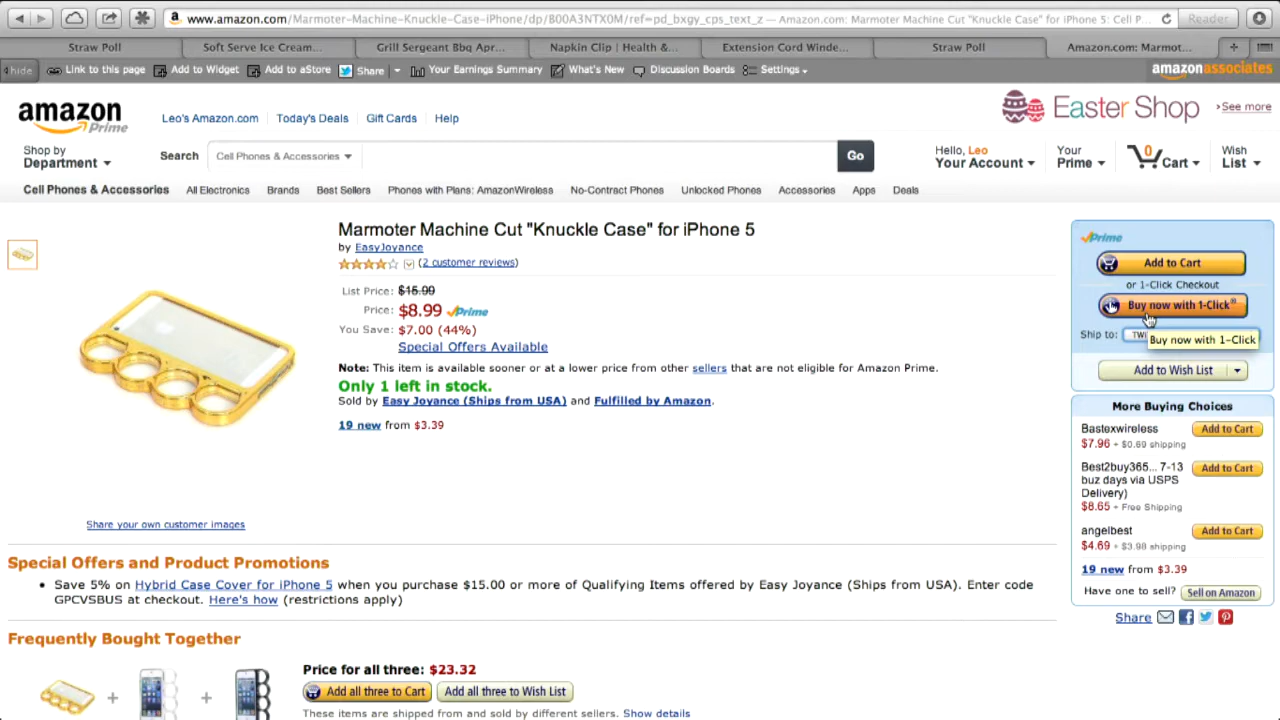 www.amazon.com/Marmoter-Machine-Knuckle-Case-iPhone/dp/B00A3NTX0M/ref=pd_bxgy_cps_text_z — Amazon.com: Marmoter Machine Cut "Knuckle Case" for iPhone 5: Cell P... Reader
Straw Poll Soft Serve Ice Cream... Grill Sergeant Bbq Apr... Napkin Clip | Health &... Extension Cord Winde... Straw Poll Amazon.com: Marmot...
hide Link to this page Add to Widget Add to aStore Share Your Earnings Summary What's New Discussion Boards Settings amazonassociates
amazon Prime
Leo's Amazon.com Today's Deals Gift Cards Help
Easter Shop See more
Shop by Department
Search Cell Phones & Accessories Go
Hello, Leo Your Account
Your Prime
0 Cart
Wish List
Cell Phones & Accessories All Electronics Brands Best Sellers Phones with Plans: AmazonWireless No-Contract Phones Unlocked Phones Accessories Apps Deals
Marmoter Machine Cut "Knuckle Case" for iPhone 5
by EasyJoyance
(2 customer reviews)
List Price: $15.99
Price: $8.99 Prime
You Save: $7.00 (44%)
Special Offers Available
Note: This item is available sooner or at a lower price from other sellers that are not eligible for Amazon Prime.
Only 1 left in stock.
Sold by Easy Joyance (Ships from USA) and Fulfilled by Amazon.
19 new from $3.39
Share your own customer images
Prime
Add to Cart
or 1-Click Checkout
Buy now with 1-Click®
Ship to:
Buy now with 1-Click
Add to Wish List
More Buying Choices
Bastexwireless Add to Cart
$7.96 + $0.69 shipping
Best2buy365... 7-13 Add to Cart
buz days via USPS
Delivery)
$8.65 + Free Shipping
angelbest Add to Cart
$4.69 + $3.98 shipping
19 new from $3.39
Have one to sell? Sell on Amazon
Share
Special Offers and Product Promotions
• Save 5% on Hybrid Case Cover for iPhone 5 when you purchase $15.00 or more of Qualifying Items offered by Easy Joyance (Ships from USA). Enter code
GPCVSBUS at checkout. Here's how (restrictions apply)
Frequently Bought Together
Price for all three: $23.32
Add all three to Cart Add all three to Wish List
These items are shipped from and sold by different sellers. Show details